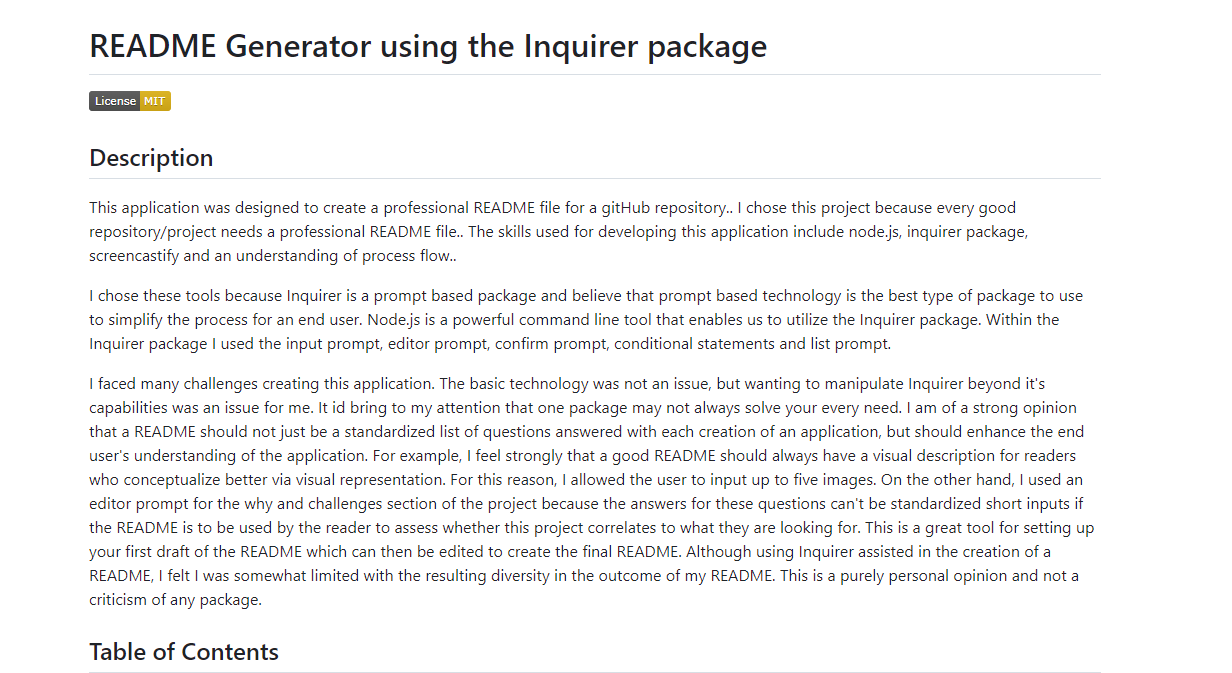 README Generator using the Inquirer package
License MIT
Description
This application was designed to create a professional README file for a gitHub repository.. I chose this project because every good
repository/project needs a professional README file.. The skills used for developing this application include node.js, inquirer package,
screencastify and an understanding of process flow..
I chose these tools because Inquirer is a prompt based package and believe that prompt based technology is the best type of package to use
to simplify the process for an end user. Node.js is a powerful command line tool that enables us to utilize the Inquirer package. Within the
Inquirer package I used the input prompt, editor prompt, confirm prompt, conditional statements and list prompt.
I faced many challenges creating this application. The basic technology was not an issue, but wanting to manipulate Inquirer beyond it's
capabilities was an issue for me. It id bring to my attention that one package may not always solve your every need. I am of a strong opinion
that a README should not just be a standardized list of questions answered with each creation of an application, but should enhance the end
user's understanding of the application. For example, I feel strongly that a good README should always have a visual description for readers
who conceptualize better via visual representation. For this reason, I allowed the user to input up to five images. On the other hand, I used an
editor prompt for the why and challenges section of the project because the answers for these questions can't be standardized short inputs if
the README is to be used by the reader to assess whether this project correlates to what they are looking for. This is a great tool for setting up
your first draft of the README which can then be edited to create the final README. Although using Inquirer assisted in the creation of a
README, I felt I was somewhat limited with the resulting diversity in the outcome of my README. This is a purely personal opinion and not a
criticism of any package.
Table of Contents